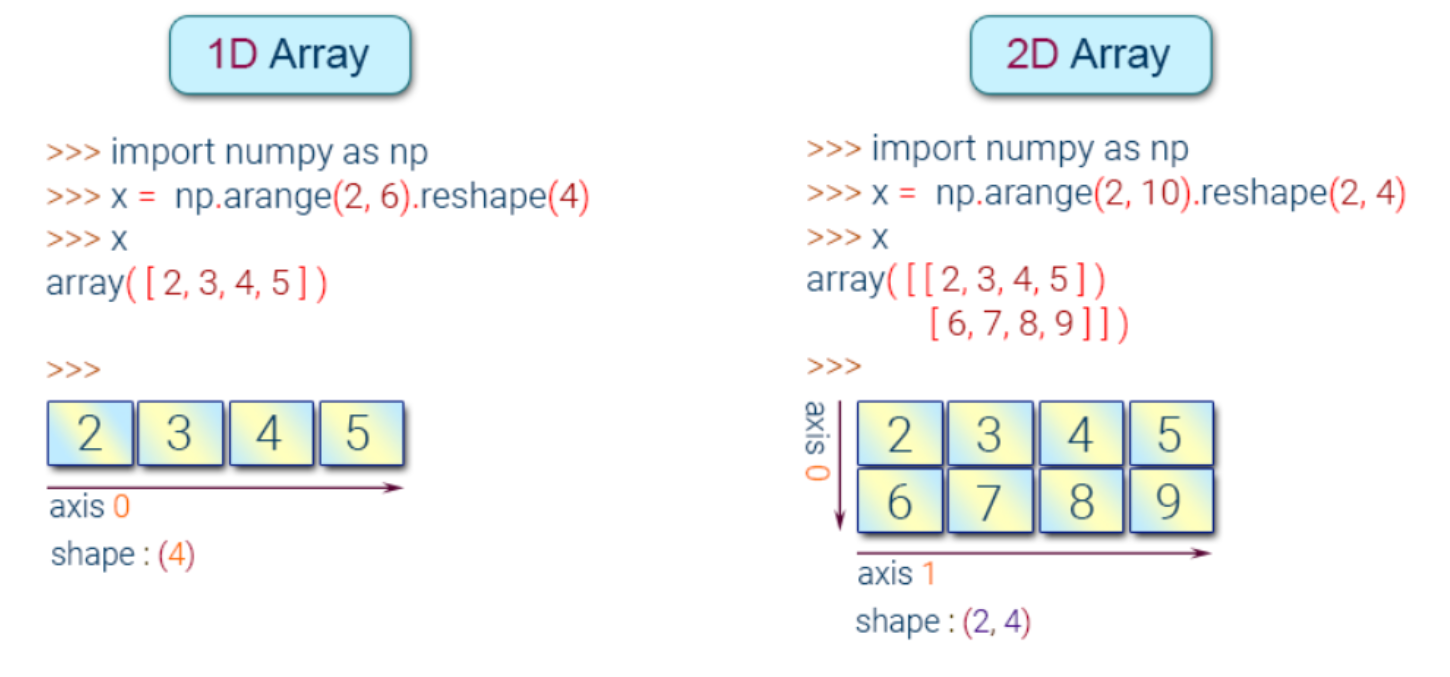 1D Array
>>> import numpy as np
>>> x = np.arange(2, 6).reshape(4)
>>> x
array( [ 2, 3, 4, 5 ] )
>>>
2 3 4 5
axis 0
shape : (4)
2D Array
>>> import numpy as np
>>> x = np.arange(2, 10).reshape(2, 4)
>>> x
array( [ [ 2, 3, 4, 5 ] )
[ 6, 7, 8, 9 ] ] )
>>>
axis 0
2 3 4 5
6 7 8 9
axis 1
shape : (2, 4)